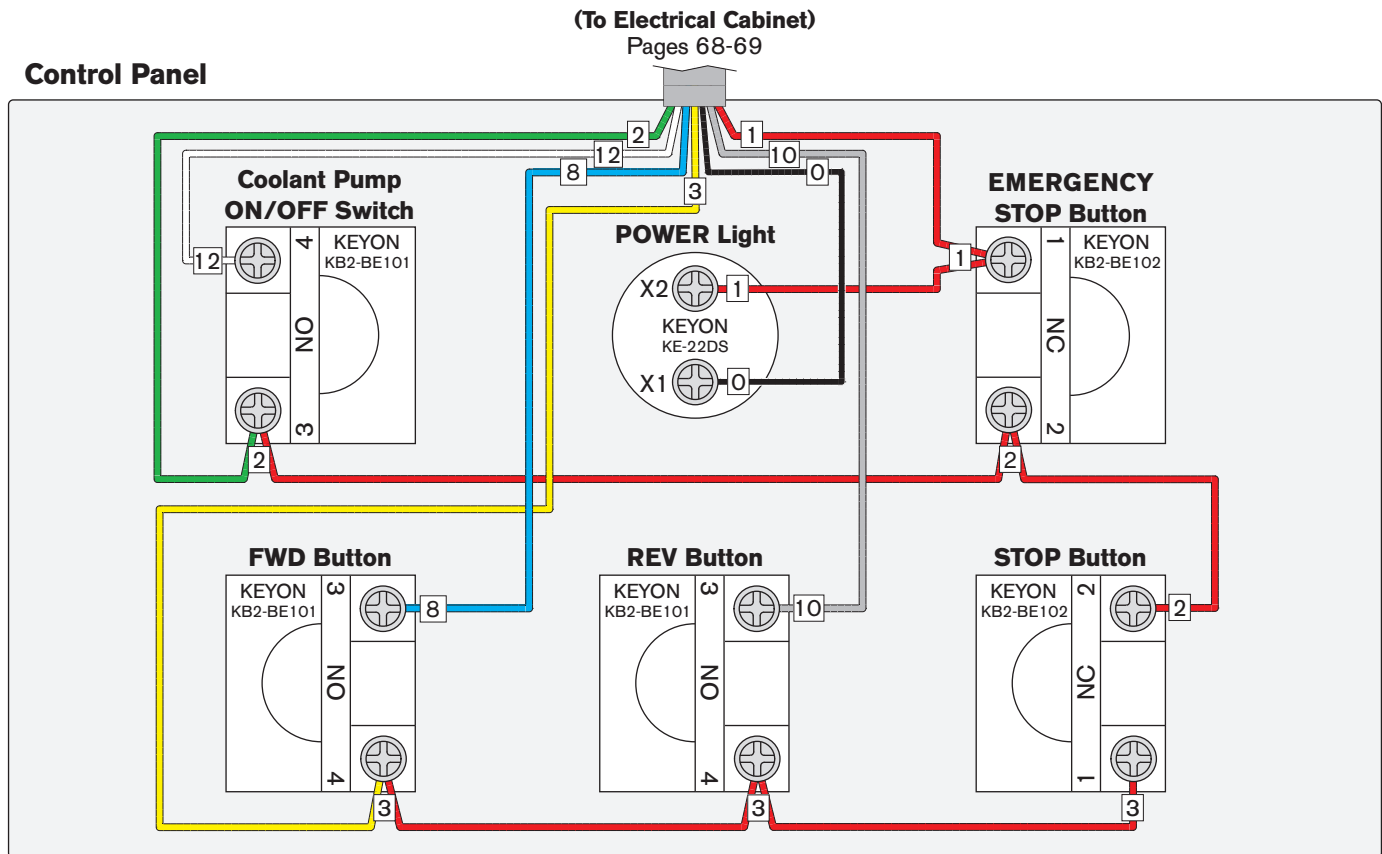 (To Electrical Cabinet)
Pages 68-69
Control Panel
2
1
12
10
8
0
3
Coolant Pump
ON/OFF Switch
12
4
NO
3
KEYON
KB2-BE101
2
POWER Light
X2
1
KEYON
KE-22DS
X1
0
EMERGENCY
STOP Button
1
1
NC
2
KEYON
KB2-BE102
2
FWD Button
KEYON
KB2-BE101
3
NO
4
8
3
REV Button
KEYON
KB2-BE101
3
NO
4
10
3
STOP Button
KEYON
KB2-BE102
2
NC
1
2
3